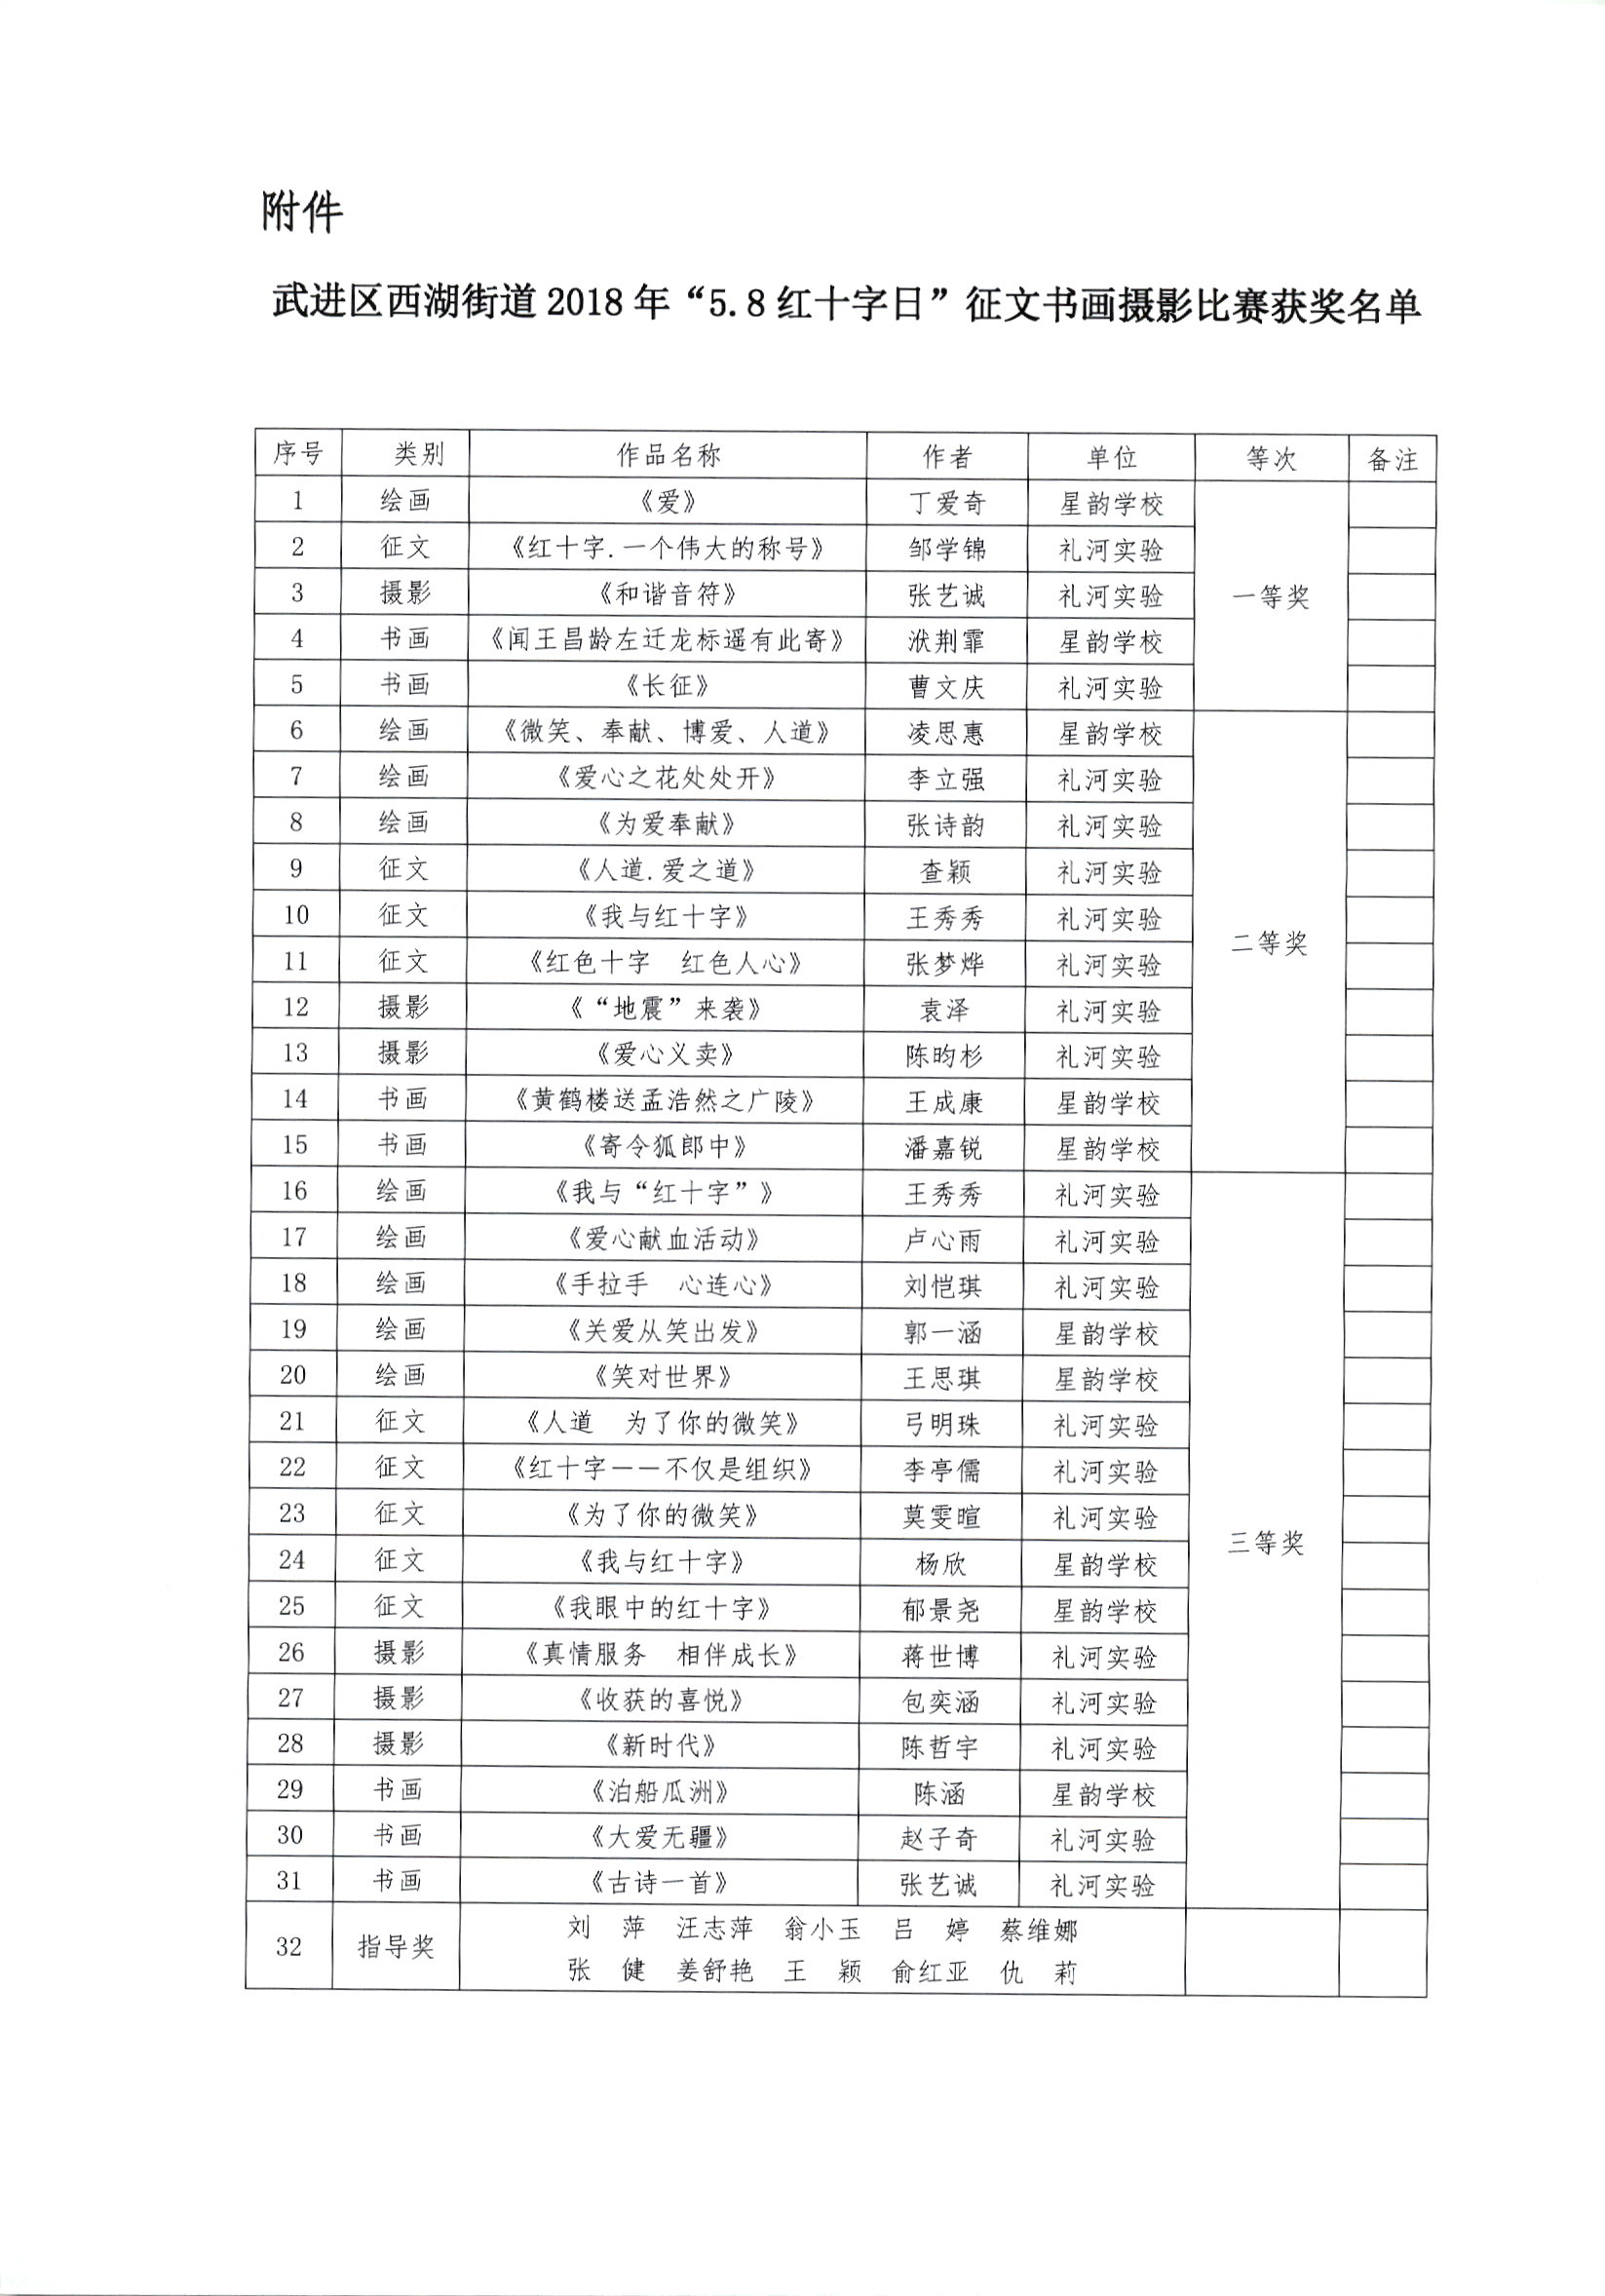 附件
武进区西湖街道 2018 年“5.8 红十字日”征文书画摄影比赛获奖名单
序号 类别 作品名称 作者 单位 等次 备注
1 绘画 《爱》 丁爱奇 星韵学校
2 征文 《红十字.一个伟大的称号》 邹学锦 礼河实验
3 摄影 《和谐音符》 张艺诚 礼河实验 一等奖
4 书画 《闻王昌龄左迁龙标遥有此寄》 洑荆霏 星韵学校
5 书画 《长征》 曹文庆 礼河实验
6 绘画 《微笑、奉献、博爱、人道》 凌思惠 星韵学校
7 绘画 《爱心之花处处开》 李立强 礼河实验
8 绘画 《为爱奉献》 张诗韵 礼河实验
9 征文 《人道.爱之道》 查颖 礼河实验
10 征文 《我与红十字》 王秀秀 礼河实验 二等奖
11 征文 《红色十字 红色人心》 张梦烨 礼河实验
12 摄影 《“地震”来袭》 袁泽 礼河实验
13 摄影 《爱心义卖》 陈昀杉 礼河实验
14 书画 《黄鹤楼送孟浩然之广陵》 王成康 星韵学校
15 书画 《寄令狐郎中》 潘嘉锐 星韵学校
16 绘画 《我与“红十字”》 王秀秀 礼河实验
17 绘画 《爱心献血活动》 卢心雨 礼河实验
18 绘画 《手拉手 心连心》 刘恺琪 礼河实验
19 绘画 《关爱从笑出发》 郭一涵 星韵学校
20 绘画 《笑对世界》 王思琪 星韵学校
21 征文 《人道 为了你的微笑》 弓明珠 礼河实验
22 征文 《红十字——不仅是组织》 李亭儒 礼河实验
23 征文 《为了你的微笑》 莫雯暄 礼河实验 三等奖
24 征文 《我与红十字》 杨欣 星韵学校
25 征文 《我眼中的红十字》 郁景尧 星韵学校
26 摄影 《真情服务 相伴成长》 蒋世博 礼河实验
27 摄影 《收获的喜悦》 包奕涵 礼河实验
28 摄影 《新时代》 陈哲宇 礼河实验
29 书画 《泊船瓜洲》 陈涵 星韵学校
30 书画 《大爱无疆》 赵子奇 礼河实验
31 书画 《古诗一首》 张艺诚 礼河实验
32 指导奖 刘 萍 汪志萍 翁小玉 吕 婷 蔡维娜
张 健 姜舒艳 王 颖 俞红亚 仇 莉